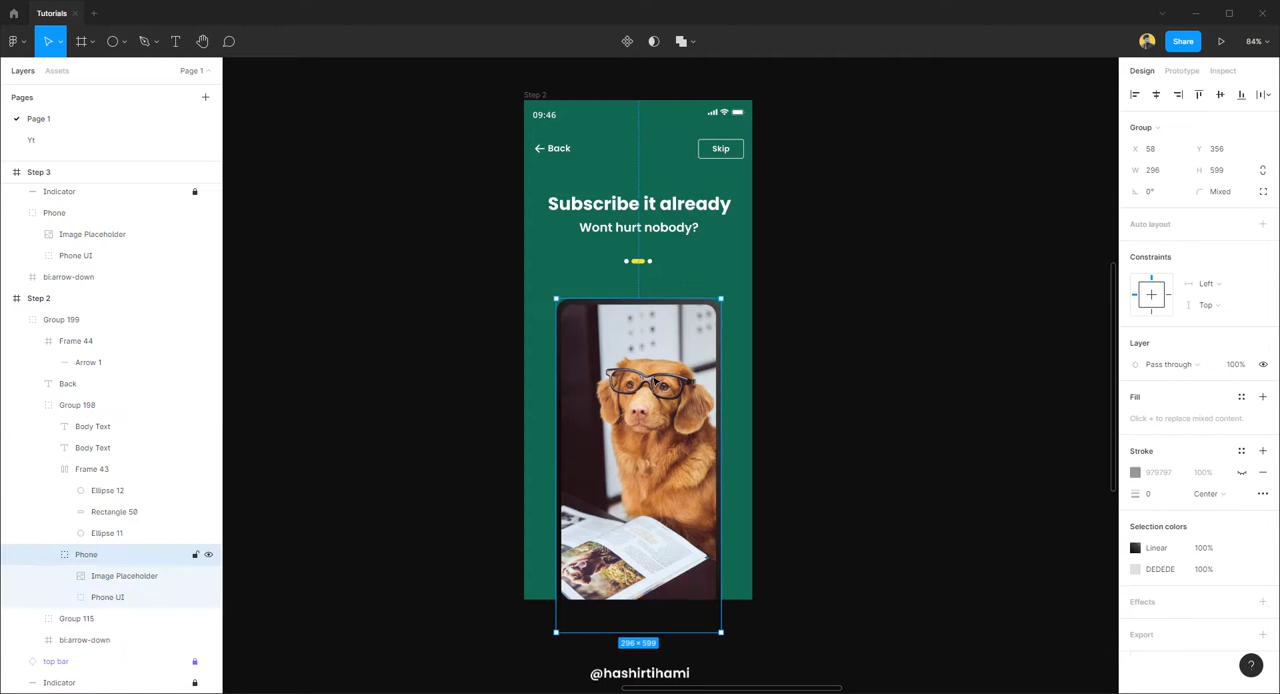 Tutorials
Share
84%
Layers
Assets
Page 1
Pages
Page 1
Yt
Step 3
Indicator
Phone
Image Placeholder
Phone UI
bi:arrow-down
Step 2
Group 199
Frame 44
Arrow 1
Back
Group 198
Body Text
Body Text
Frame 43
Ellipse 12
Rectangle 50
Ellipse 11
Phone
Image Placeholder
Phone UI
Group 115
bi:arrow-down
top bar
Indicator
Step 2
09:46
Back
Skip
Subscribe it already
Wont hurt nobody?
296 × 599
@hashirtihami
Design
Prototype
Inspect
Group
X 58 Y 356
W 296 H 599
0° Mixed
Auto layout
Constraints
Left
Top
Layer
Pass through 100%
Fill
Click + to replace mixed content.
Stroke
979797 100%
0 Center
Selection colors
Linear 100%
DEDEDE 100%
Effects
Export
?